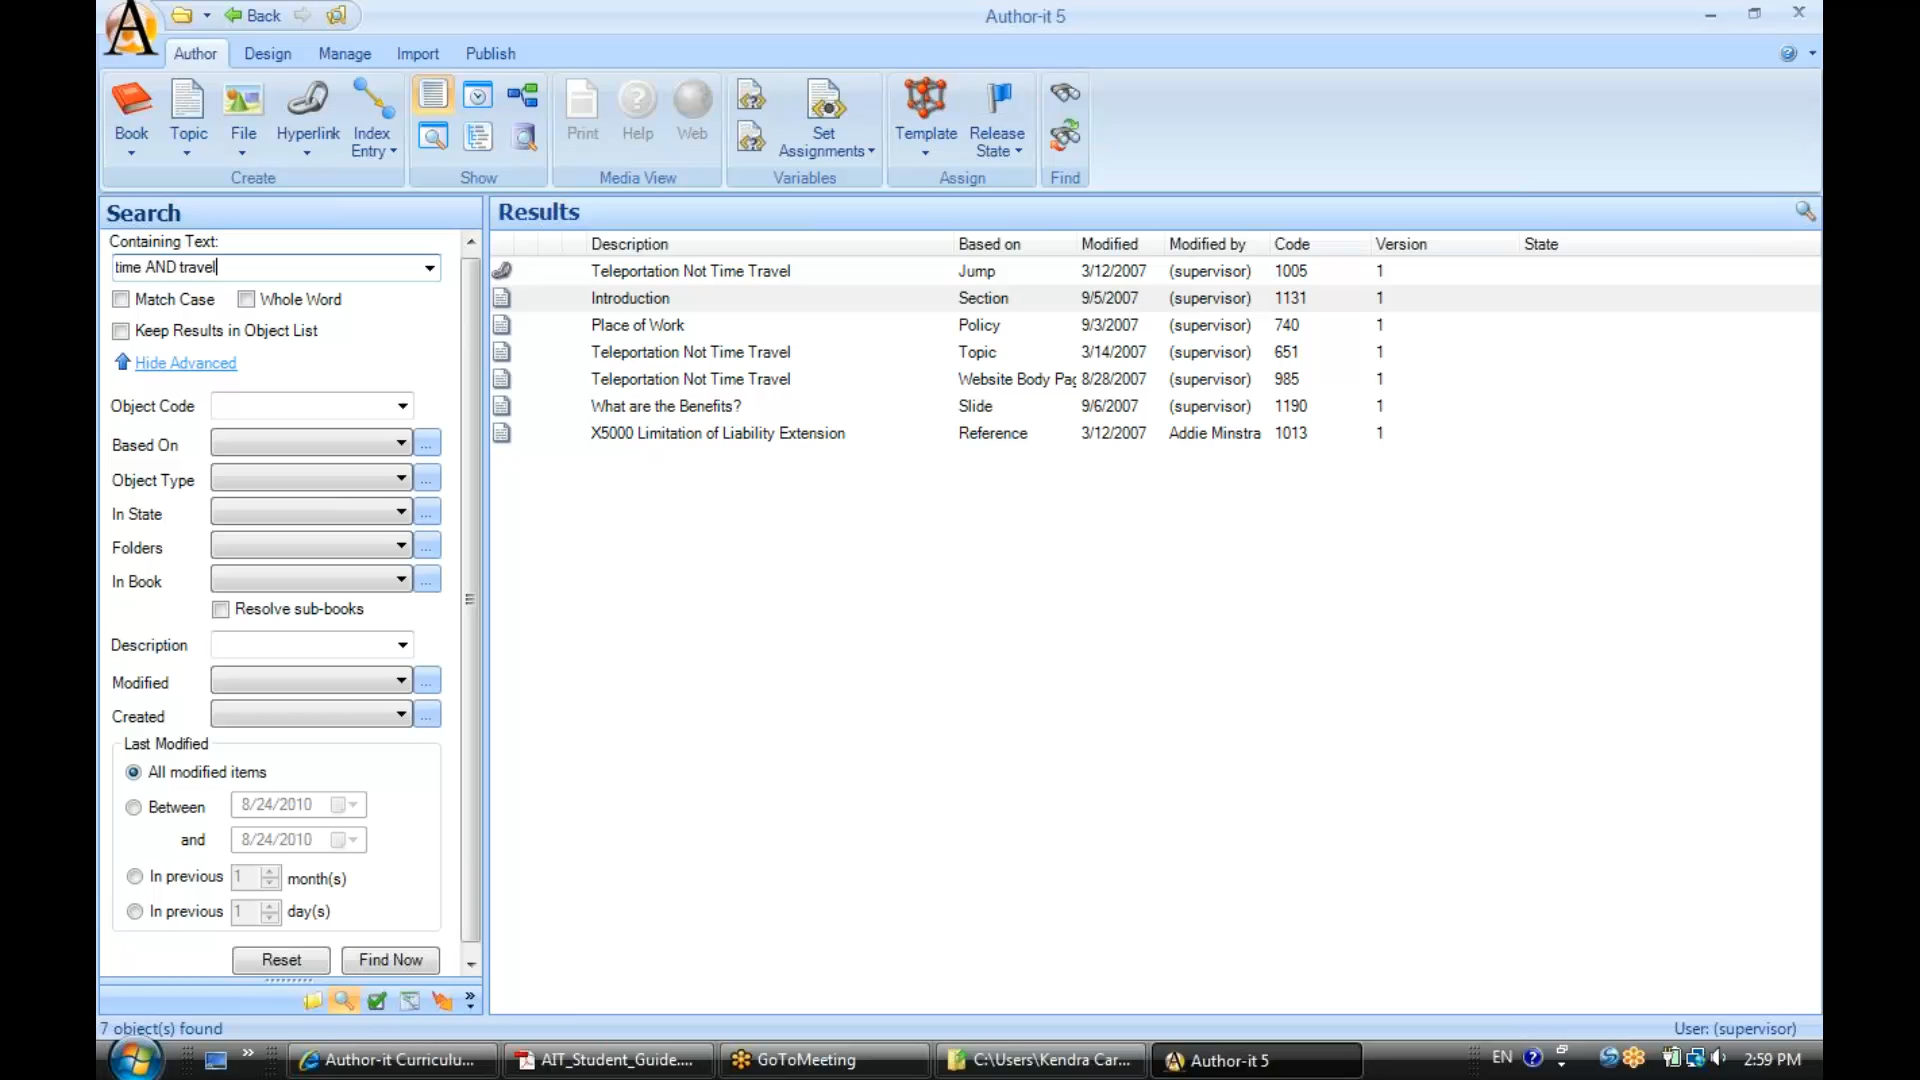 Back
Author-it 5
Author Design Manage Import Publish
Book Topic File Hyperlink Index Entry
Print Help Web
Set Assignments
Template Release State
Create Show Media View Variables Assign Find
Search
Containing Text:
time AND travel
Match Case Whole Word
Keep Results in Object List
Hide Advanced
Object Code
Based On ...
Object Type ...
In State ...
Folders ...
In Book ...
Resolve sub-books
Description
Modified ...
Created ...
Last Modified
All modified items
Between 8/24/2010
and 8/24/2010
In previous 1 month(s)
In previous 1 day(s)
Reset Find Now
Results
Description Based on Modified Modified by Code Version State
Teleportation Not Time Travel Jump 3/12/2007 (supervisor) 1005 1
Introduction Section 9/5/2007 (supervisor) 1131 1
Place of Work Policy 9/3/2007 (supervisor) 740 1
Teleportation Not Time Travel Topic 3/14/2007 (supervisor) 651 1
Teleportation Not Time Travel Website Body Pag 8/28/2007 (supervisor) 985 1
What are the Benefits? Slide 9/6/2007 (supervisor) 1190 1
X5000 Limitation of Liability Extension Reference 3/12/2007 Addie Minstra 1013 1
7 object(s) found User: (supervisor)
Author-it Curriculu... AIT_Student_Guide.... GoToMeeting C:\Users\Kendra Car... Author-it 5 EN 2:59 PM